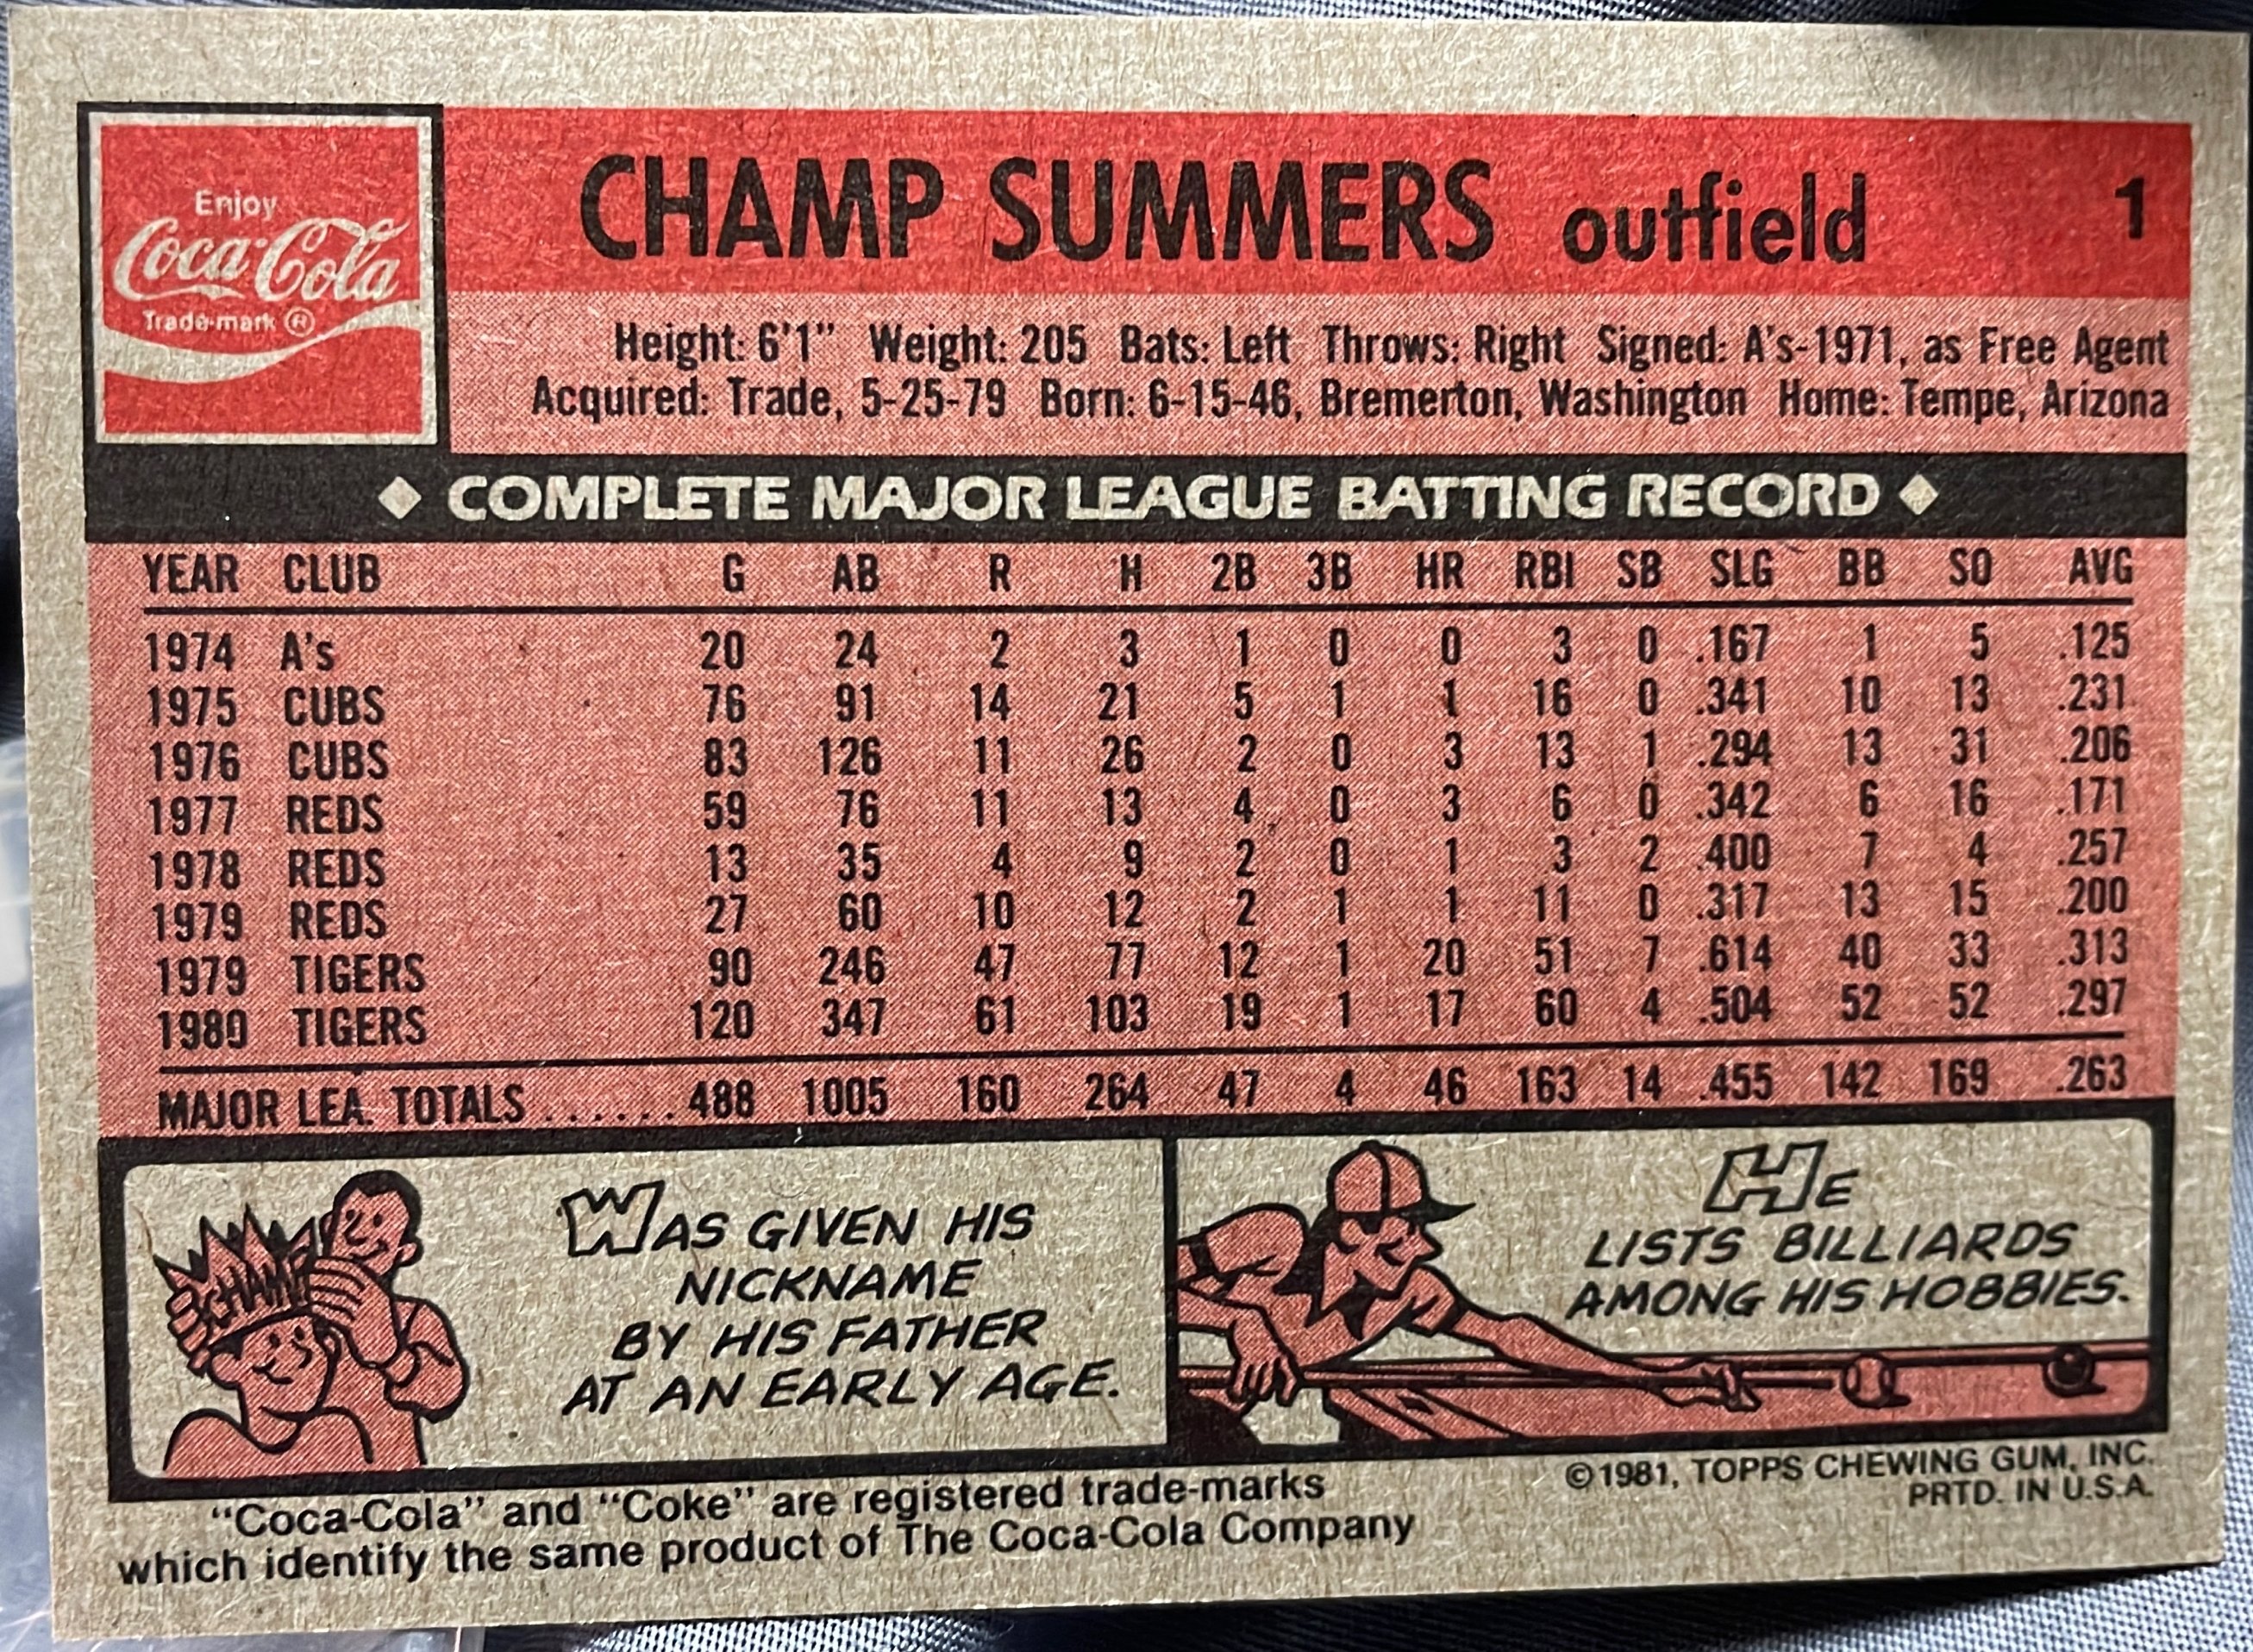 Enjoy
Coca-Cola
Trade-mark ®
CHAMP SUMMERS outfield 1
Height: 6'1" Weight: 205 Bats: Left Throws: Right Signed: A's-1971, as Free Agent
Acquired: Trade, 5-25-79 Born: 6-15-46, Bremerton, Washington Home: Tempe, Arizona
◆ COMPLETE MAJOR LEAGUE BATTING RECORD ◆
YEAR CLUB G AB R H 2B 3B HR RBI SB SLG BB SO AVG
1974 A's 20 24 2 3 1 0 0 3 0 .167 1 5 .125
1975 CUBS 76 91 14 21 5 1 1 16 0 .341 10 13 .231
1976 CUBS 83 126 11 26 2 0 3 13 1 .294 13 31 .206
1977 REDS 59 76 11 13 4 0 3 6 0 .342 6 16 .171
1978 REDS 13 35 4 9 2 0 1 3 2 .400 7 4 .257
1979 REDS 27 60 10 12 2 1 1 11 0 .317 13 15 .200
1979 TIGERS 90 246 47 77 12 1 20 51 7 .614 40 33 .313
1980 TIGERS 120 347 61 103 19 1 17 60 4 .504 52 52 .297
MAJOR LEA. TOTALS ...... 488 1005 160 264 47 4 46 163 14 .455 142 169 .263
CHAMP
WAS GIVEN HIS
NICKNAME
BY HIS FATHER
AT AN EARLY AGE.
HE
LISTS BILLIARDS
AMONG HIS HOBBIES.
"Coca-Cola" and "Coke" are registered trade-marks
which identify the same product of The Coca-Cola Company
©1981, TOPPS CHEWING GUM, INC.
PRTD. IN U.S.A.